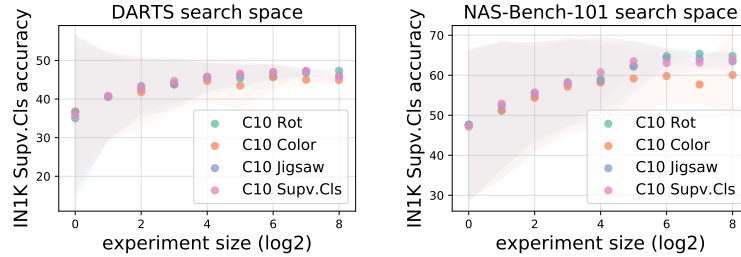 DARTS search space
IN1K Supv.Cls accuracy
50
40
30
20
C10 Rot
C10 Color
C10 Jigsaw
C10 Supv.Cls
0 2 4 6 8
experiment size (log2)
NAS-Bench-101 search space
IN1K Supv.Cls accuracy
70
60
50
40
30
C10 Rot
C10 Color
C10 Jigsaw
C10 Supv.Cls
0 2 4 6 8
experiment size (log2)